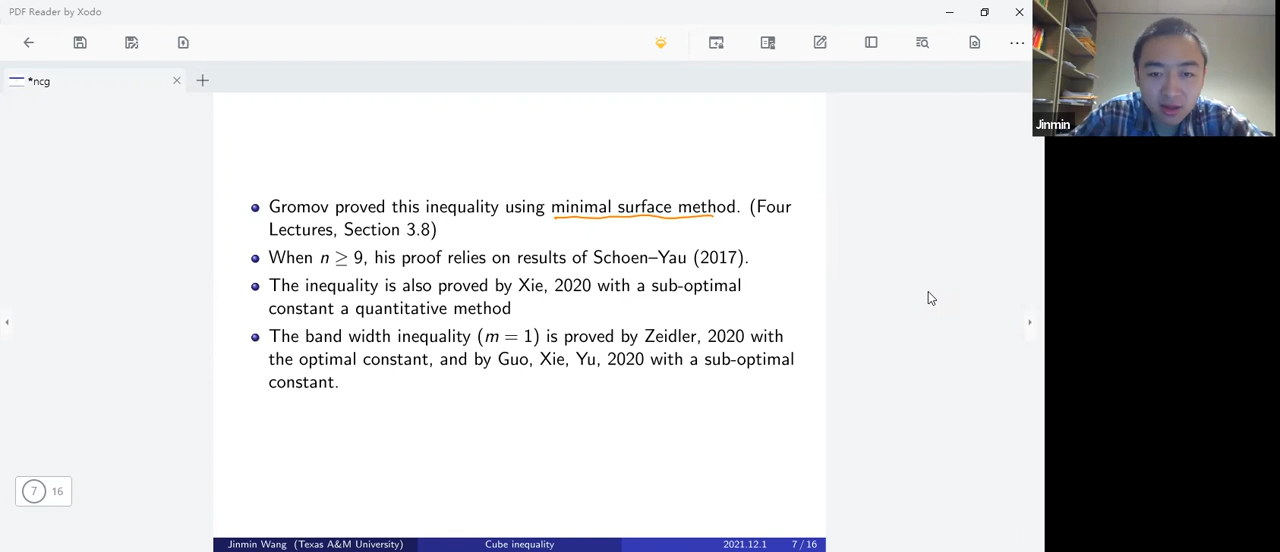 PDF Reader by Xodo
*ncg
Jinmin
Gromov proved this inequality using minimal surface method. (Four
Lectures, Section 3.8)
When n ≥ 9, his proof relies on results of Schoen–Yau (2017).
The inequality is also proved by Xie, 2020 with a sub-optimal
constant a quantitative method
The band width inequality (m = 1) is proved by Zeidler, 2020 with
the optimal constant, and by Guo, Xie, Yu, 2020 with a sub-optimal
constant.
7 16
Jinmin Wang (Texas A&M University) Cube inequality 2021.12.1 7 / 16